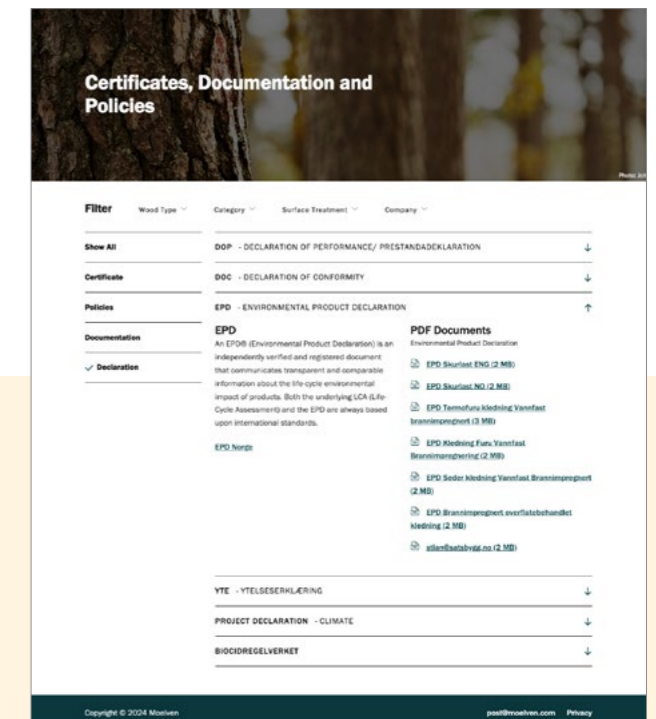 Certificates, Documentation and
Policies
Filter
Wood Type
Category
Surface Treatment
Company
Show All
Certificate
Policies
Documentation
Declaration
DOP - DECLARATION OF PERFORMANCE/ PRESTANDADEKLARATION
DOC - DECLARATION OF CONFORMITY
EPD - ENVIRONMENTAL PRODUCT DECLARATION
EPD
An EPD® (Environmental Product Declaration) is an
independently verified and registered document
that communicates transparent and comparable
information about the life-cycle environmental
impact of products. Both the underlying LCA (Life-
Cycle Assessment) and the EPD are always based
upon international standards.
EPD Norge
PDF Documents
Environmental Product Declaration
EPD Skurlast ENG (2 MB)
EPD Skurlast NO (2 MB)
EPD Termofuru kledning Vannfast
brannimpregnert (3 MB)
EPD Kledning Furu Vannfast
(2 MB)
EPD Seder kledning Vannfast Brannimpregnert
(2 MB)
EPD Brannimpregnert overflatebehandlet
kledning (2 MB)
(2 MB)
YTE - YTELSESERKLÆRING
PROJECT DECLARATION - CLIMATE
BIOCIDREGELVERKET
Copyright © 2024 Moelven
post@moelven.com Privacy